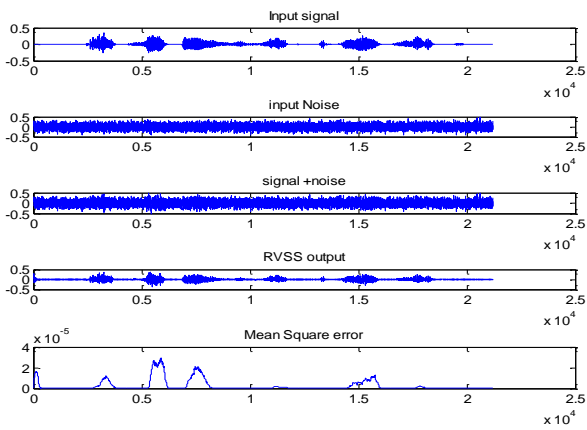 Input signal
0.5
0
-0.5
0 0.5 1 1.5 2 2.5
x 10^4
input Noise
0.5
0
-0.5
0 0.5 1 1.5 2 2.5
x 10^4
signal +noise
0.5
0
-0.5
0 0.5 1 1.5 2 2.5
x 10^4
RVSS output
0.5
0
-0.5
0 0.5 1 1.5 2 2.5
x 10^4
Mean Square error
x 10^-5
4
2
0
0 0.5 1 1.5 2 2.5
x 10^4